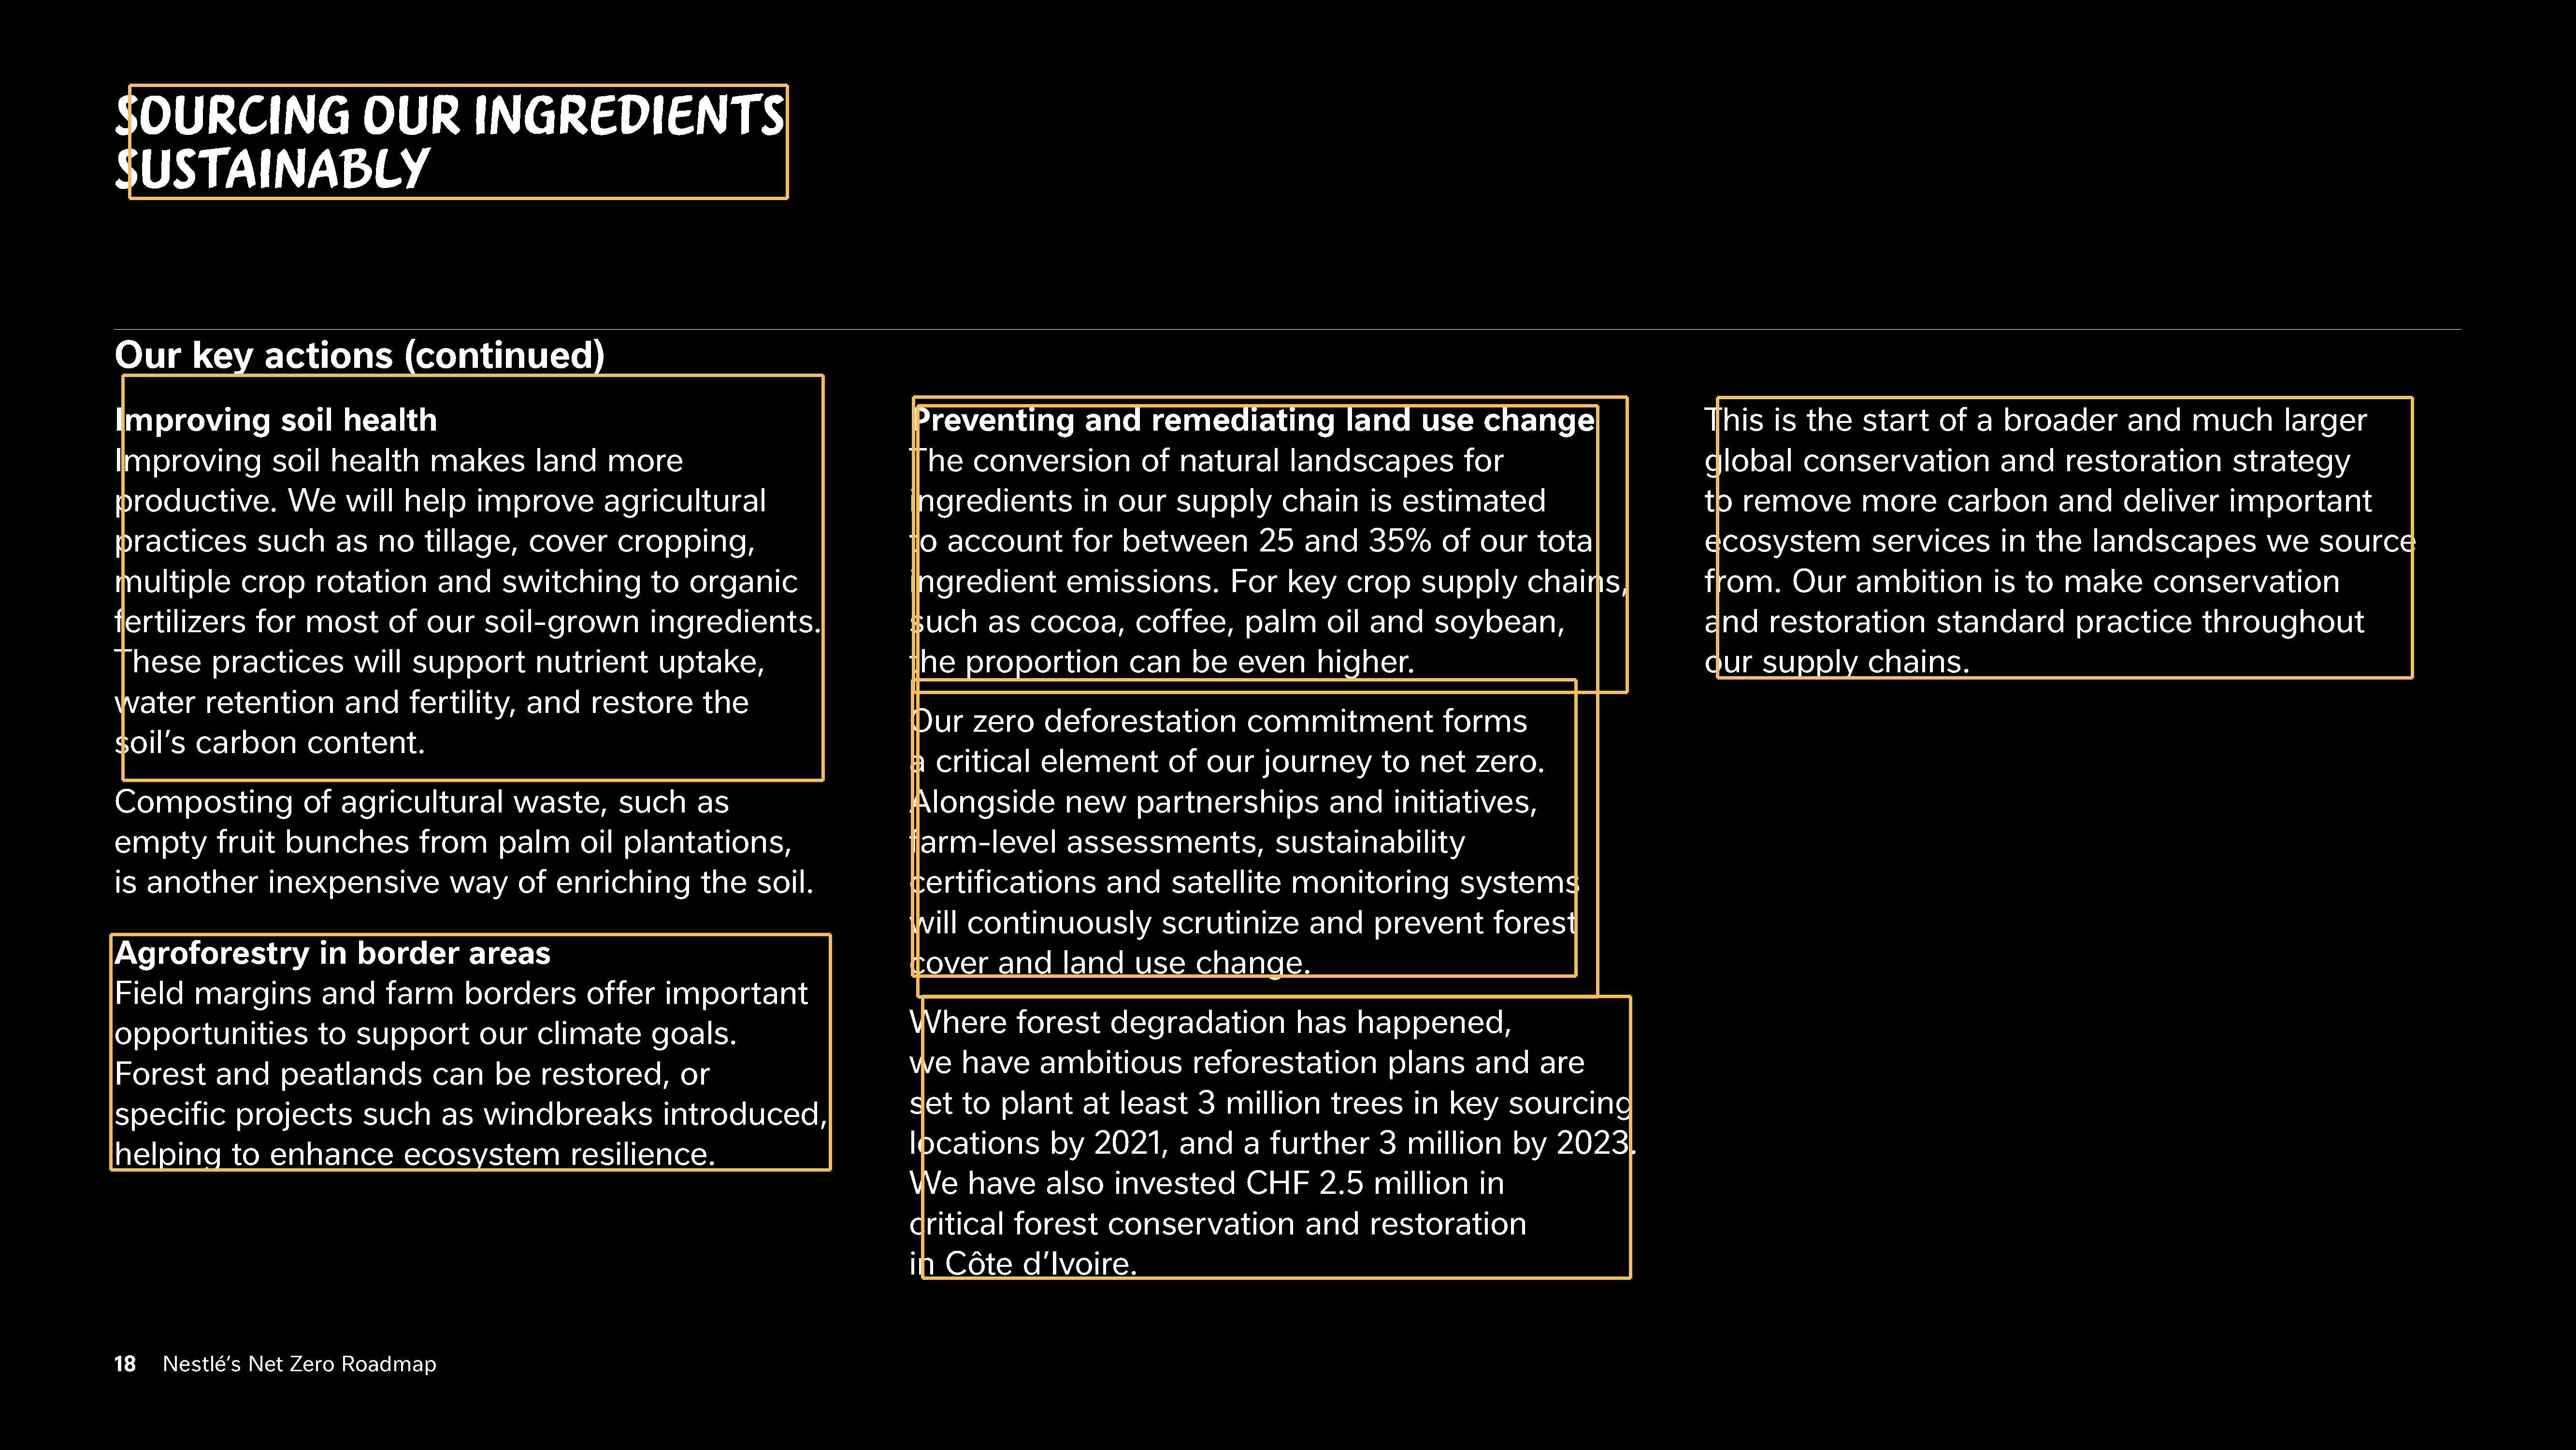 SOURCING OUR INGREDIENTS
SUSTAINABLY
Our key actions (continued)
Improving soil health
Improving soil health makes land more
productive. We will help improve agricultural
practices such as no tillage, cover cropping,
multiple crop rotation and switching to organic
fertilizers for most of our soil-grown ingredients.
These practices will support nutrient uptake,
water retention and fertility, and restore the
soil’s carbon content.
Composting of agricultural waste, such as
empty fruit bunches from palm oil plantations,
is another inexpensive way of enriching the soil.
Agroforestry in border areas
Field margins and farm borders offer important
opportunities to support our climate goals.
Forest and peatlands can be restored, or
specific projects such as windbreaks introduced,
helping to enhance ecosystem resilience.
Preventing and remediating land use change
The conversion of natural landscapes for
ingredients in our supply chain is estimated
to account for between 25 and 35% of our total
ingredient emissions. For key crop supply chains,
such as cocoa, coffee, palm oil and soybean,
the proportion can be even higher.
Our zero deforestation commitment forms
a critical element of our journey to net zero.
Alongside new partnerships and initiatives,
farm-level assessments, sustainability
certifications and satellite monitoring systems
will continuously scrutinize and prevent forest
cover and land use change.
Where forest degradation has happened,
we have ambitious reforestation plans and are
set to plant at least 3 million trees in key sourcing
locations by 2021, and a further 3 million by 2023.
We have also invested CHF 2.5 million in
critical forest conservation and restoration
in Côte d’Ivoire.
This is the start of a broader and much larger
global conservation and restoration strategy
to remove more carbon and deliver important
ecosystem services in the landscapes we source
from. Our ambition is to make conservation
and restoration standard practice throughout
our supply chains.
18 Nestlé’s Net Zero Roadmap